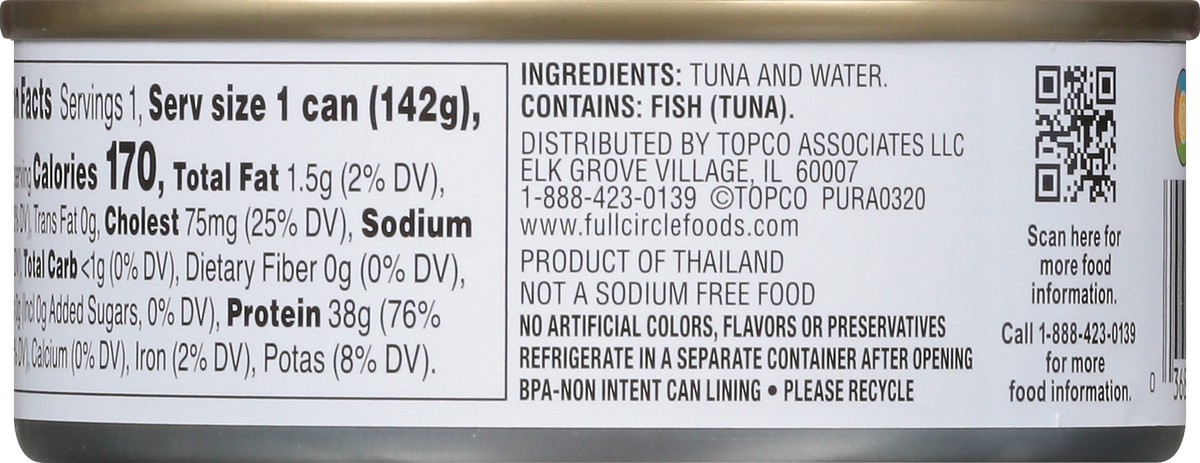 Facts Servings 1, Serv size 1 can (142g),
Calories 170, Total Fat 1.5g (2% DV),
DV), Trans Fat 0g, Cholest 75mg (25% DV), Sodium
Total Carb <1g (0% DV), Dietary Fiber 0g (0% DV),
(Incl 0g Added Sugars, 0% DV), Protein 38g (76%
DV), Calcium (0% DV), Iron (2% DV), Potas (8% DV).
INGREDIENTS: TUNA AND WATER.
CONTAINS: FISH (TUNA).
DISTRIBUTED BY TOPCO ASSOCIATES LLC
ELK GROVE VILLAGE, IL 60007
1-888-423-0139 ©TOPCO PURA0320
www.fullcirclefoods.com
PRODUCT OF THAILAND
NOT A SODIUM FREE FOOD
NO ARTIFICIAL COLORS, FLAVORS OR PRESERVATIVES
REFRIGERATE IN A SEPARATE CONTAINER AFTER OPENING
BPA-NON INTENT CAN LINING • PLEASE RECYCLE
Scan here for
more food
information.
Call 1-888-423-0139
for more
food information.
0